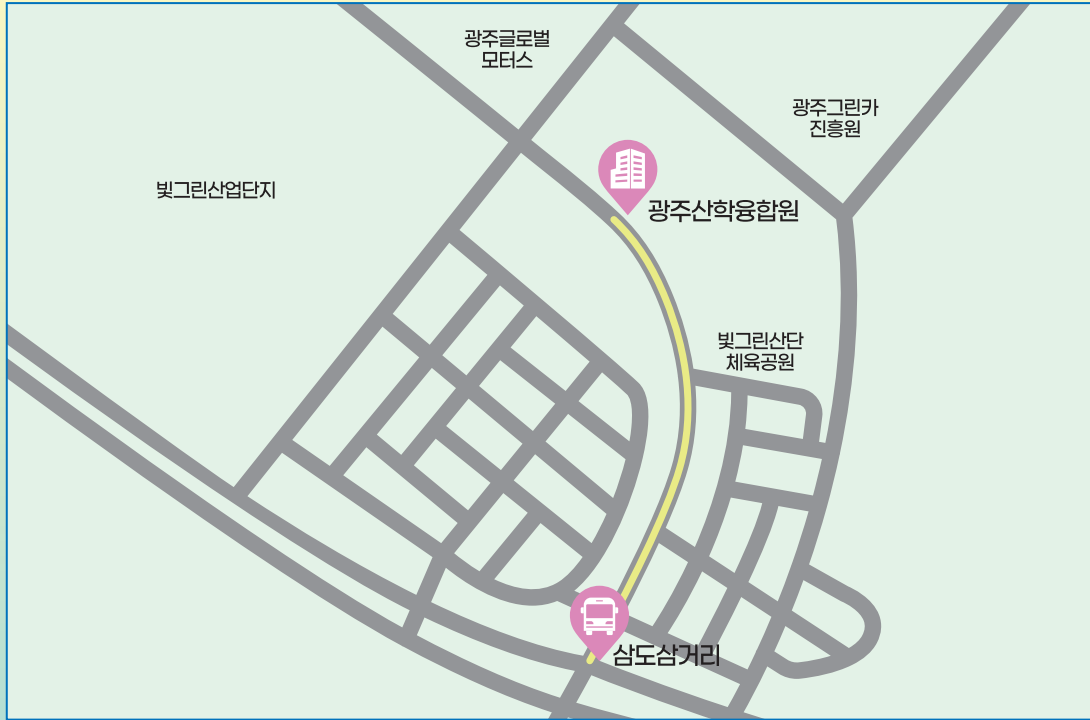 광주글로벌
모터스
광주그린카
진흥원
빛그린산업단지
광주산학융합원
빛그린산단
체육공원
삼도삼거리